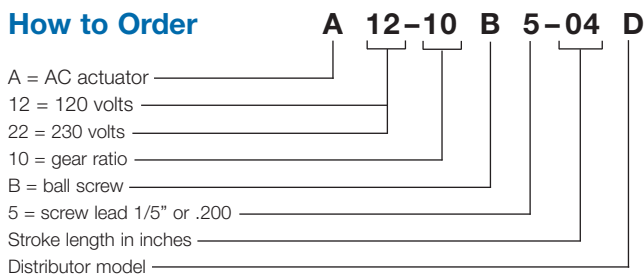 How to Order A 12–10 B 5–04 D
A = AC actuator
12 = 120 volts
22 = 230 volts
10 = gear ratio
B = ball screw
5 = screw lead 1/5" or .200
Stroke length in inches
Distributor model